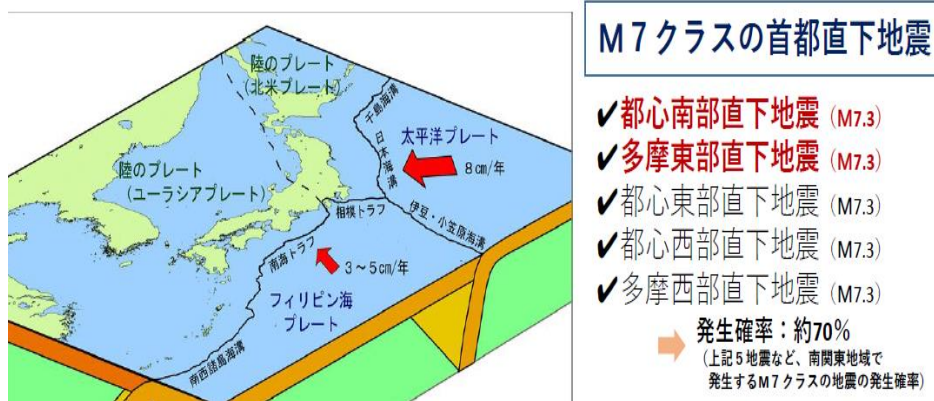 陸のプレート
(北米プレート)
千島海溝
日本海溝
太平洋プレート
8cm/年
陸のプレート
(ユーラシアプレート)
相模トラフ
伊豆・小笠原海溝
南海トラフ
3～5cm/年
フィリピン海
プレート
南西諸島海溝
M7クラスの首都直下地震
✔都心南部直下地震 (M7.3)
✔多摩東部直下地震 (M7.3)
✔都心東部直下地震 (M7.3)
✔都心西部直下地震 (M7.3)
✔多摩西部直下地震 (M7.3)
発生確率：約70%
(上記5地震など、南関東地域で
発生するM7クラスの地震の発生確率)